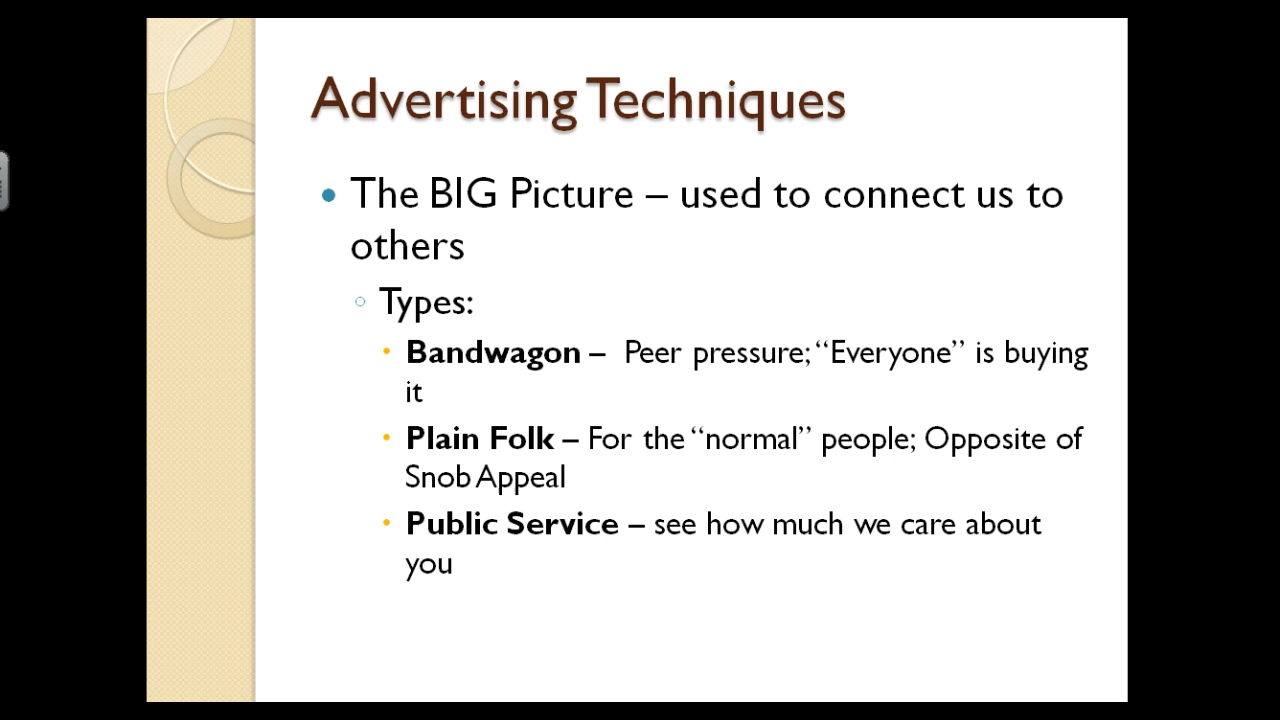 Advertising Techniques
The BIG Picture – used to connect us to
others
Types:
Bandwagon – Peer pressure; “Everyone” is buying
it
Plain Folk – For the “normal” people; Opposite of
Snob Appeal
Public Service – see how much we care about
you